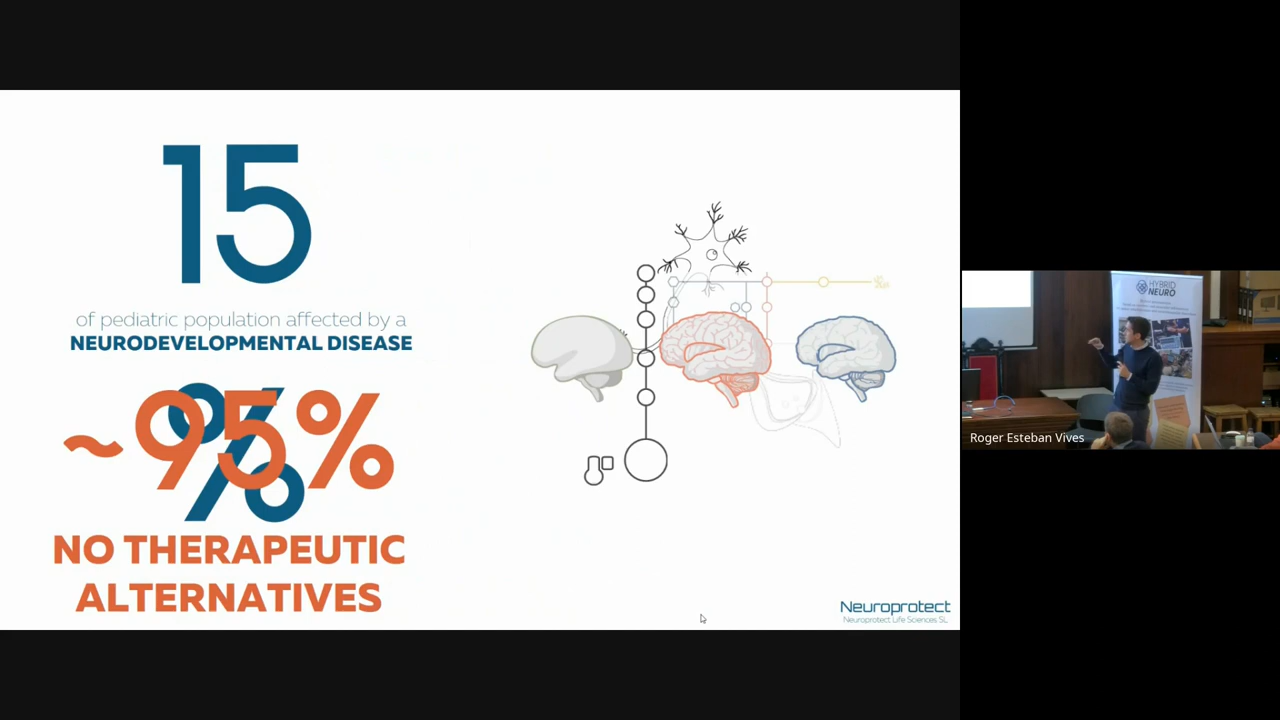 15
of pediatric population affected by a
NEURODEVELOPMENTAL DISEASE
%
~95%
NO THERAPEUTIC
ALTERNATIVES
Neuroprotect
Neuroprotect Life Sciences SL
HYBRID
NEURO
Roger Esteban Vives